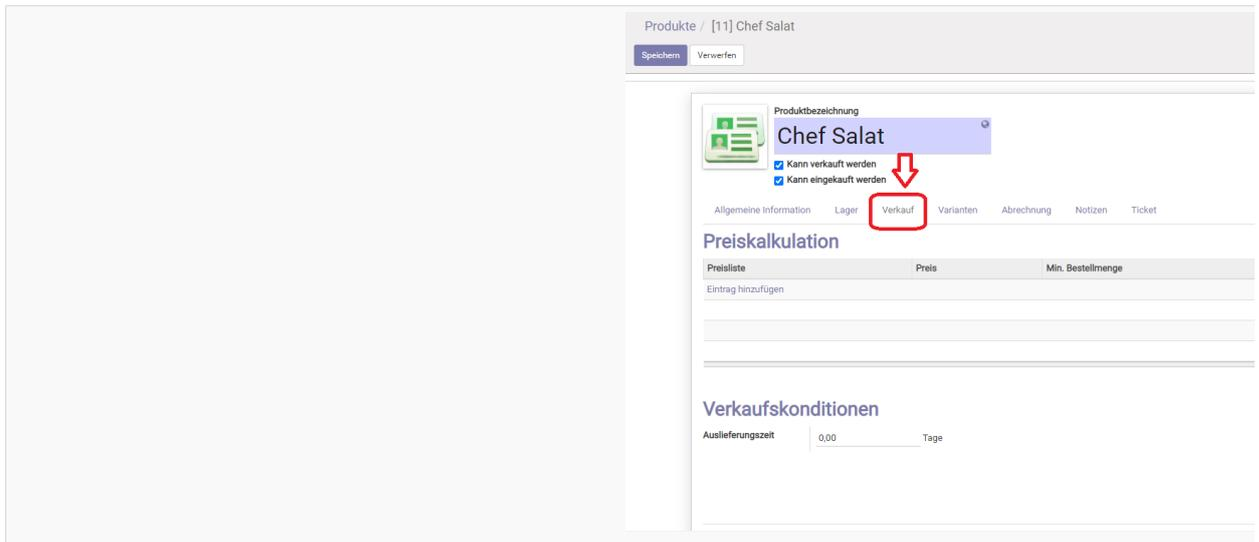 Produkte / [11] Chef Salat
Speichern Verwerfen
Produktbezeichnung
Chef Salat
Kann verkauft werden
Kann eingekauft werden
Allgemeine Information Lager Verkauf Varianten Abrechnung Notizen Ticket
Preiskalkulation
Preisliste Preis Min. Bestellmenge
Eintrag hinzufügen
Verkaufskonditionen
Auslieferungszeit 0,00 Tage